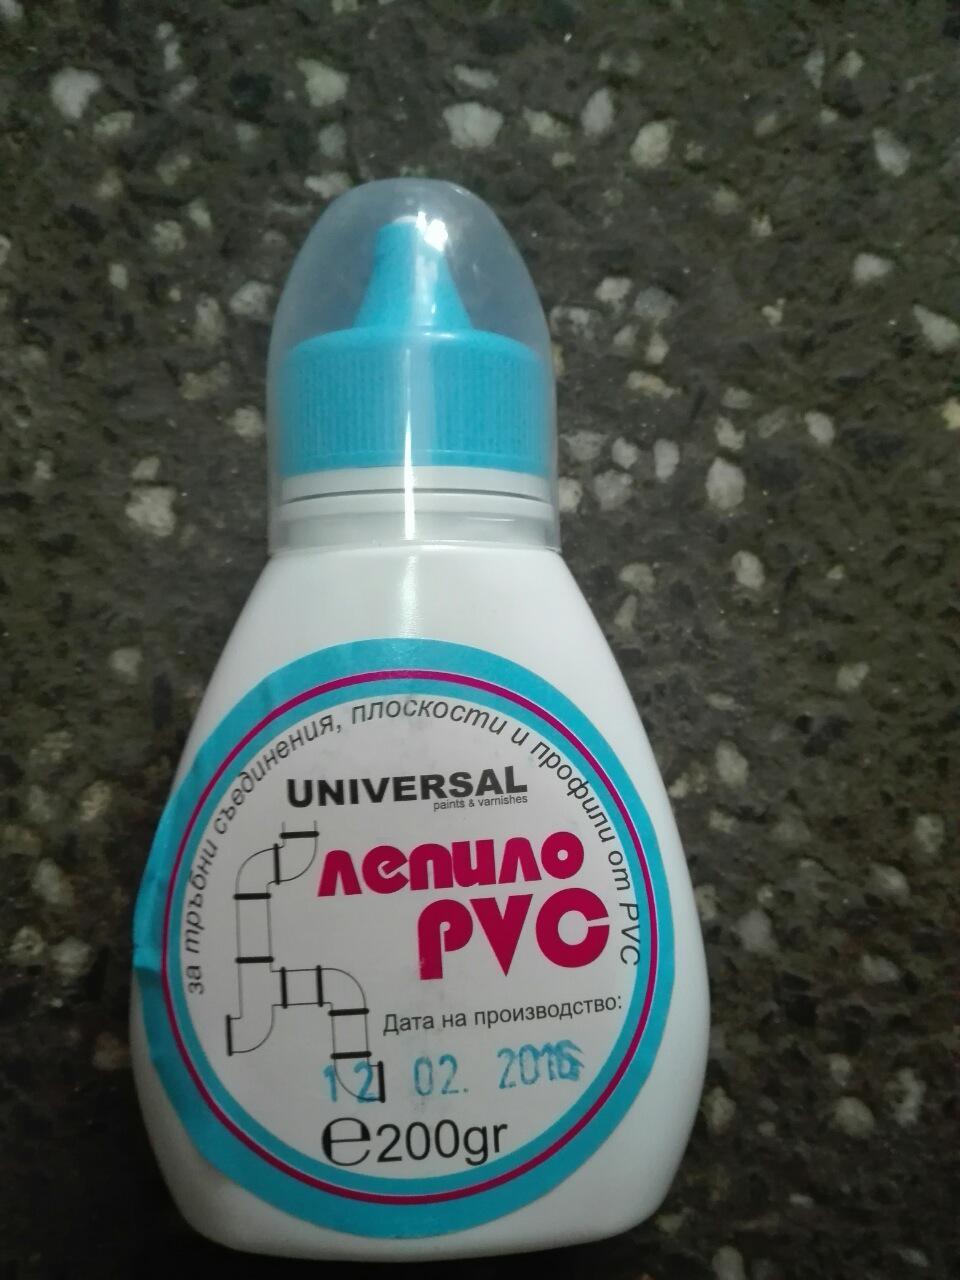 за тръбни съединения, плоскости и профили от PVC
UNIVERSAL
paints & varnishes
лепило
PVC
Дата на производство:
12 02. 2016
℮200gr